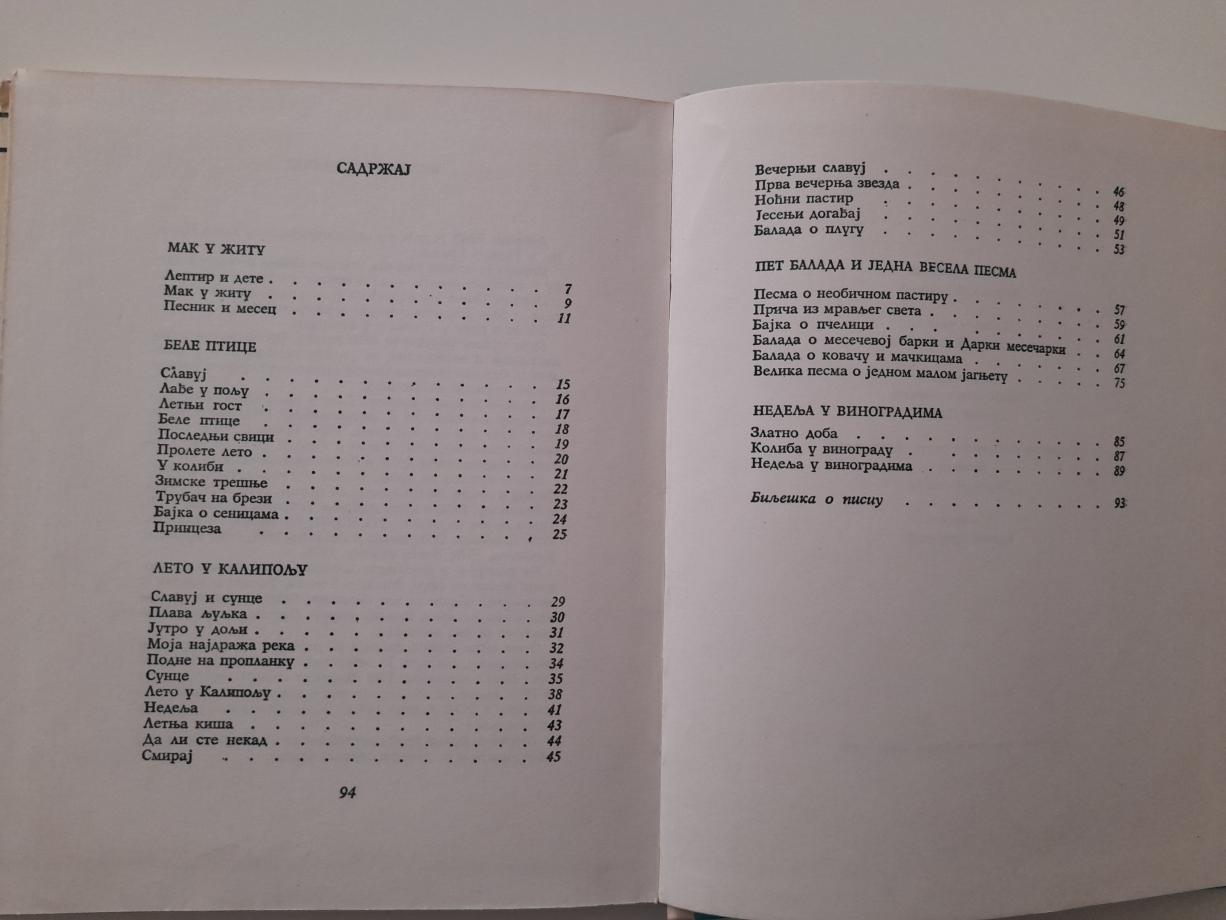 САДРЖАЈ
МАК У ЖИТУ
Лептир и дете . . . . . . . . . . . . 7
Мак у житу . . . . . . . . . . . . 9
Песник и месец . . . . . . . . . . . 11
БЕЛЕ ПТИЦЕ
Славуј . . . . . . . . . . . . 15
Лађе у пољу . . . . . . . . . . . . 16
Летњи гост . . . . . . . . . . . . 17
Беле птице . . . . . . . . . . . . 18
Последњи свици . . . . . . . . . . . 19
Пролете лето . . . . . . . . . . . . 20
У колиби . . . . . . . . . . . . . 21
Зимске трешње . . . . . . . . . . . 22
Трубач на брези . . . . . . . . . . . 23
Бајка о сеницама . . . . . . . . . . . 24
Принцеза . . . . . . . . . . . . 25
ЛЕТО У КАЛИПОЉУ
Славуј и сунце . . . . . . . . . . . 29
Плава љуљка . . . . . . . . . . . . 30
Јутро у дољи . . . . . . . . . . . . 31
Моја најдража река . . . . . . . . . . 32
Подне на пропланку . . . . . . . . . . 34
Сунце . . . . . . . . . . . . . 35
Лето у Калипољу . . . . . . . . . . . 38
Недеља . . . . . . . . . . . . . 41
Летња киша . . . . . . . . . . . . 43
Да ли сте некад . . . . . . . . . . . 44
Смирај . . . . . . . . . . . . . 45
94
Вечерњи славуј . . . . . . . . . . 46
Прва вечерња звезда . . . . . . . . . 48
Ноћни пастир . . . . . . . . . . 49
Јесењи догађај . . . . . . . . . . 51
Балада о плугу . . . . . . . . . . 53
ПЕТ БАЛАДА И ЈЕДНА ВЕСЕЛА ПЕСМА
Песма о необичном пастиру . . . . . . . 57
Прича из мрављег света . . . . . . . . 59
Бајка о пчелици . . . . . . . . . . 61
Балада о месечевој барки и Дарки месечарки . . 64
Балада о ковачу и мачкицама . . . . . . 67
Велика песма о једном малом јагњету . . . . . 75
НЕДЕЉА У ВИНОГРАДИМА
Златно доба . . . . . . . . . . . 85
Колиба у винограду . . . . . . . . . 87
Недеља у виноградима . . . . . . . . 89
Биљешка о писцу . . . . . . . . . 93